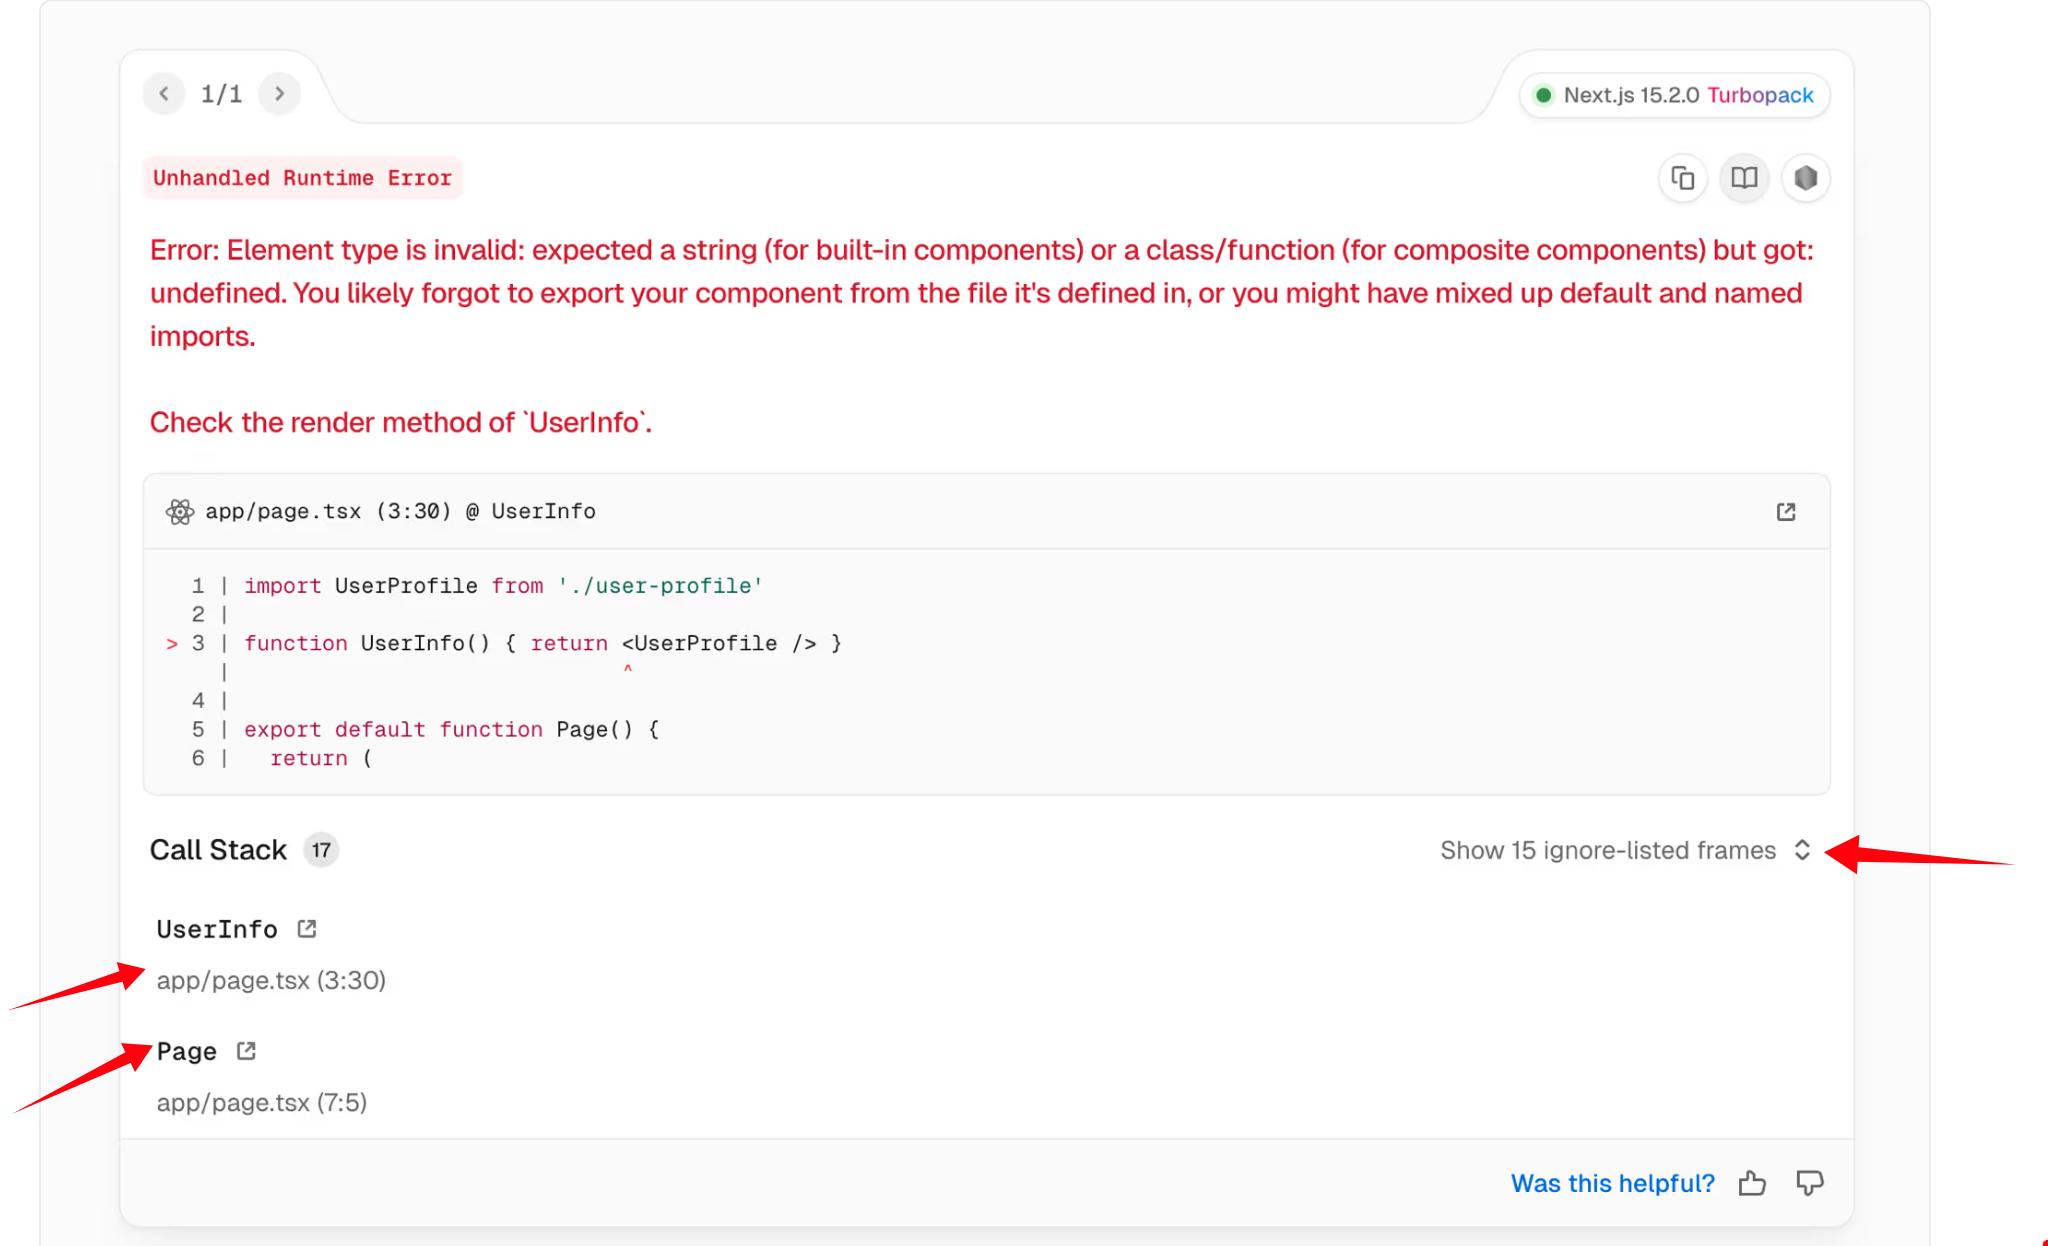 1/1
Next.js 15.2.0 Turbopack
Unhandled Runtime Error
Error: Element type is invalid: expected a string (for built-in components) or a class/function (for composite components) but got:
undefined. You likely forgot to export your component from the file it's defined in, or you might have mixed up default and named
imports.
Check the render method of `UserInfo`.
app/page.tsx (3:30) @ UserInfo
1 | import UserProfile from './user-profile'
2 |
> 3 | function UserInfo() { return <UserProfile /> }
| ^
4 |
5 | export default function Page() {
6 | return (
Call Stack 17
Show 15 ignore-listed frames
UserInfo
app/page.tsx (3:30)
Page
app/page.tsx (7:5)
Was this helpful?